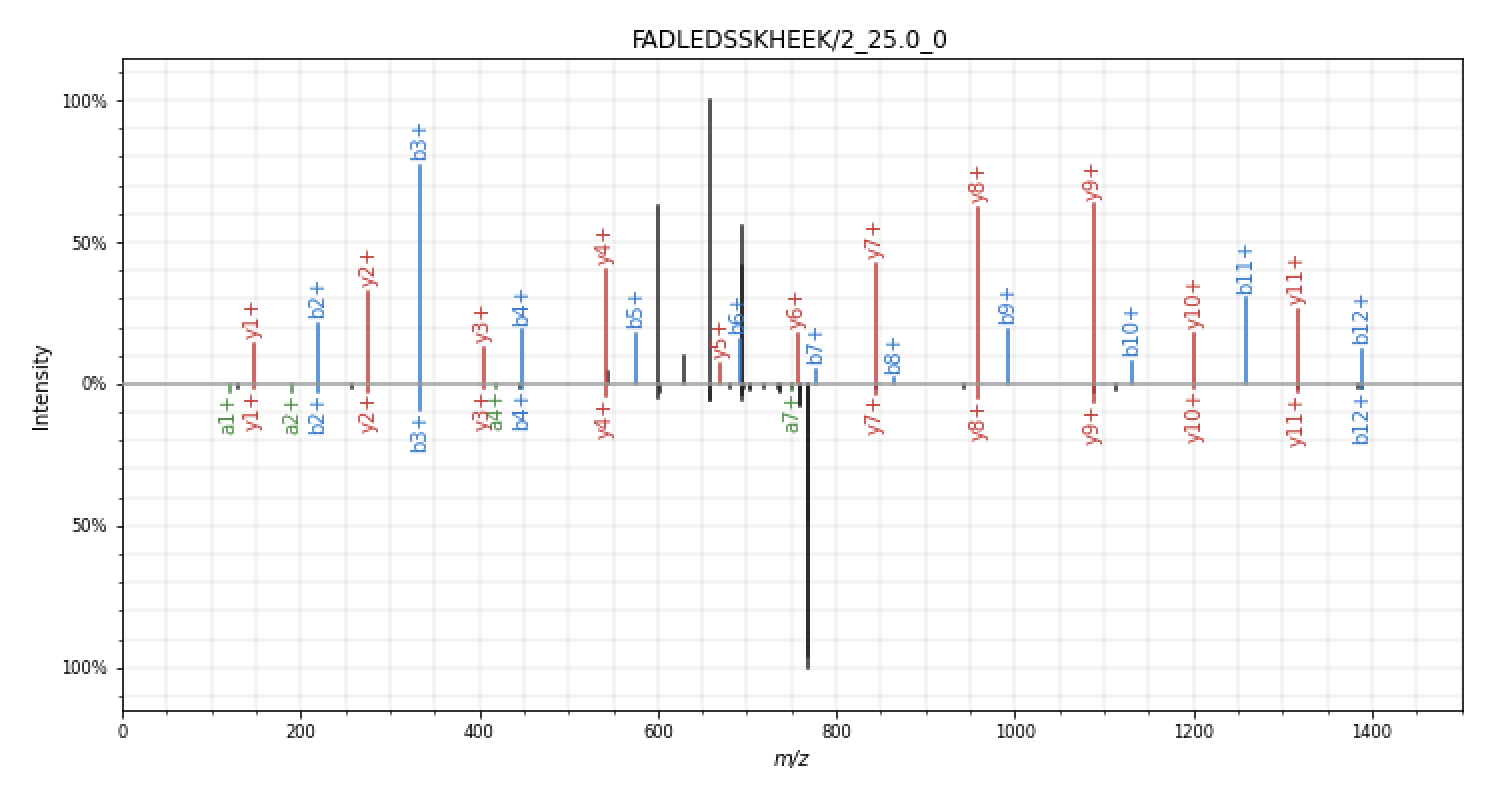 FADLEDSSKHEEK/2_25.0_0
100%
50%
0%
50%
100%
Intensity
y1+
b2+
y2+
b3+
y3+
b4+
y4+
b5+
y5+
b6+
y6+
b7+
y7+
b8+
y8+
b9+
y9+
b10+
y10+
b11+
y11+
b12+
a1+
y1+
a2+
b2+
y2+
b3+
y3+
a4+
b4+
y4+
a7+
y7+
y8+
y9+
y10+
y11+
b12+
0
200
400
600
800
1000
1200
1400
m/z